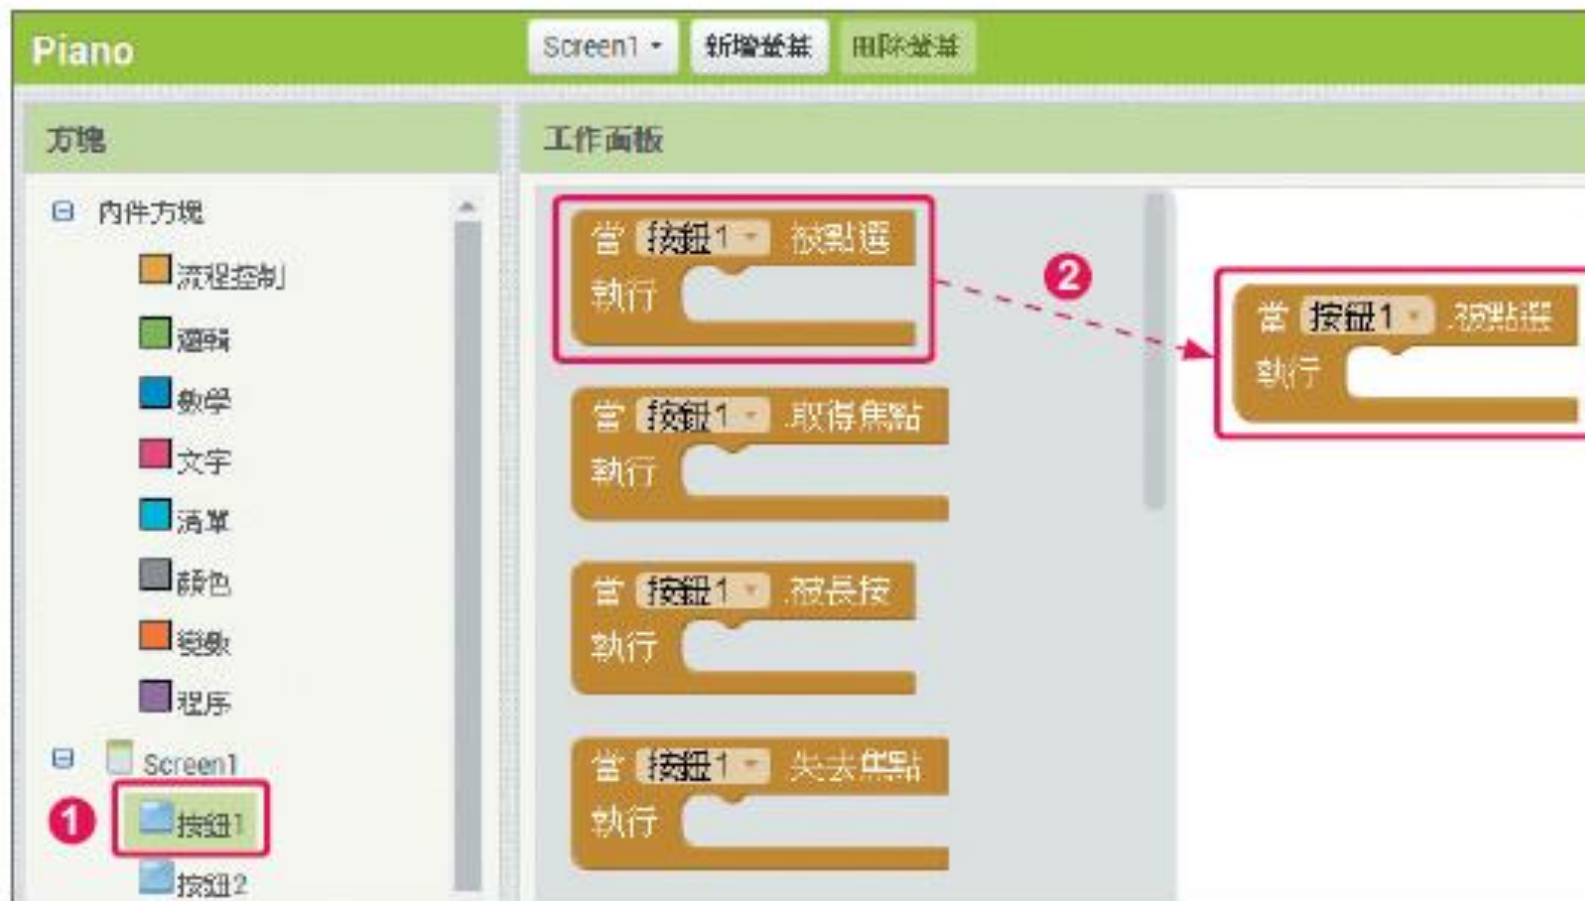 Piano
Screen1 新增螢幕 刪除螢幕
方塊
內件方塊
流程控制
邏輯
數學
文字
清單
顏色
變數
程序
Screen1
1
按鈕1
按鈕2
工作面板
當 按鈕1 .被點選
執行
當 按鈕1 .取得焦點
執行
當 按鈕1 .被長按
執行
當 按鈕1 .失去焦點
執行
2
當 按鈕1 .被點選
執行